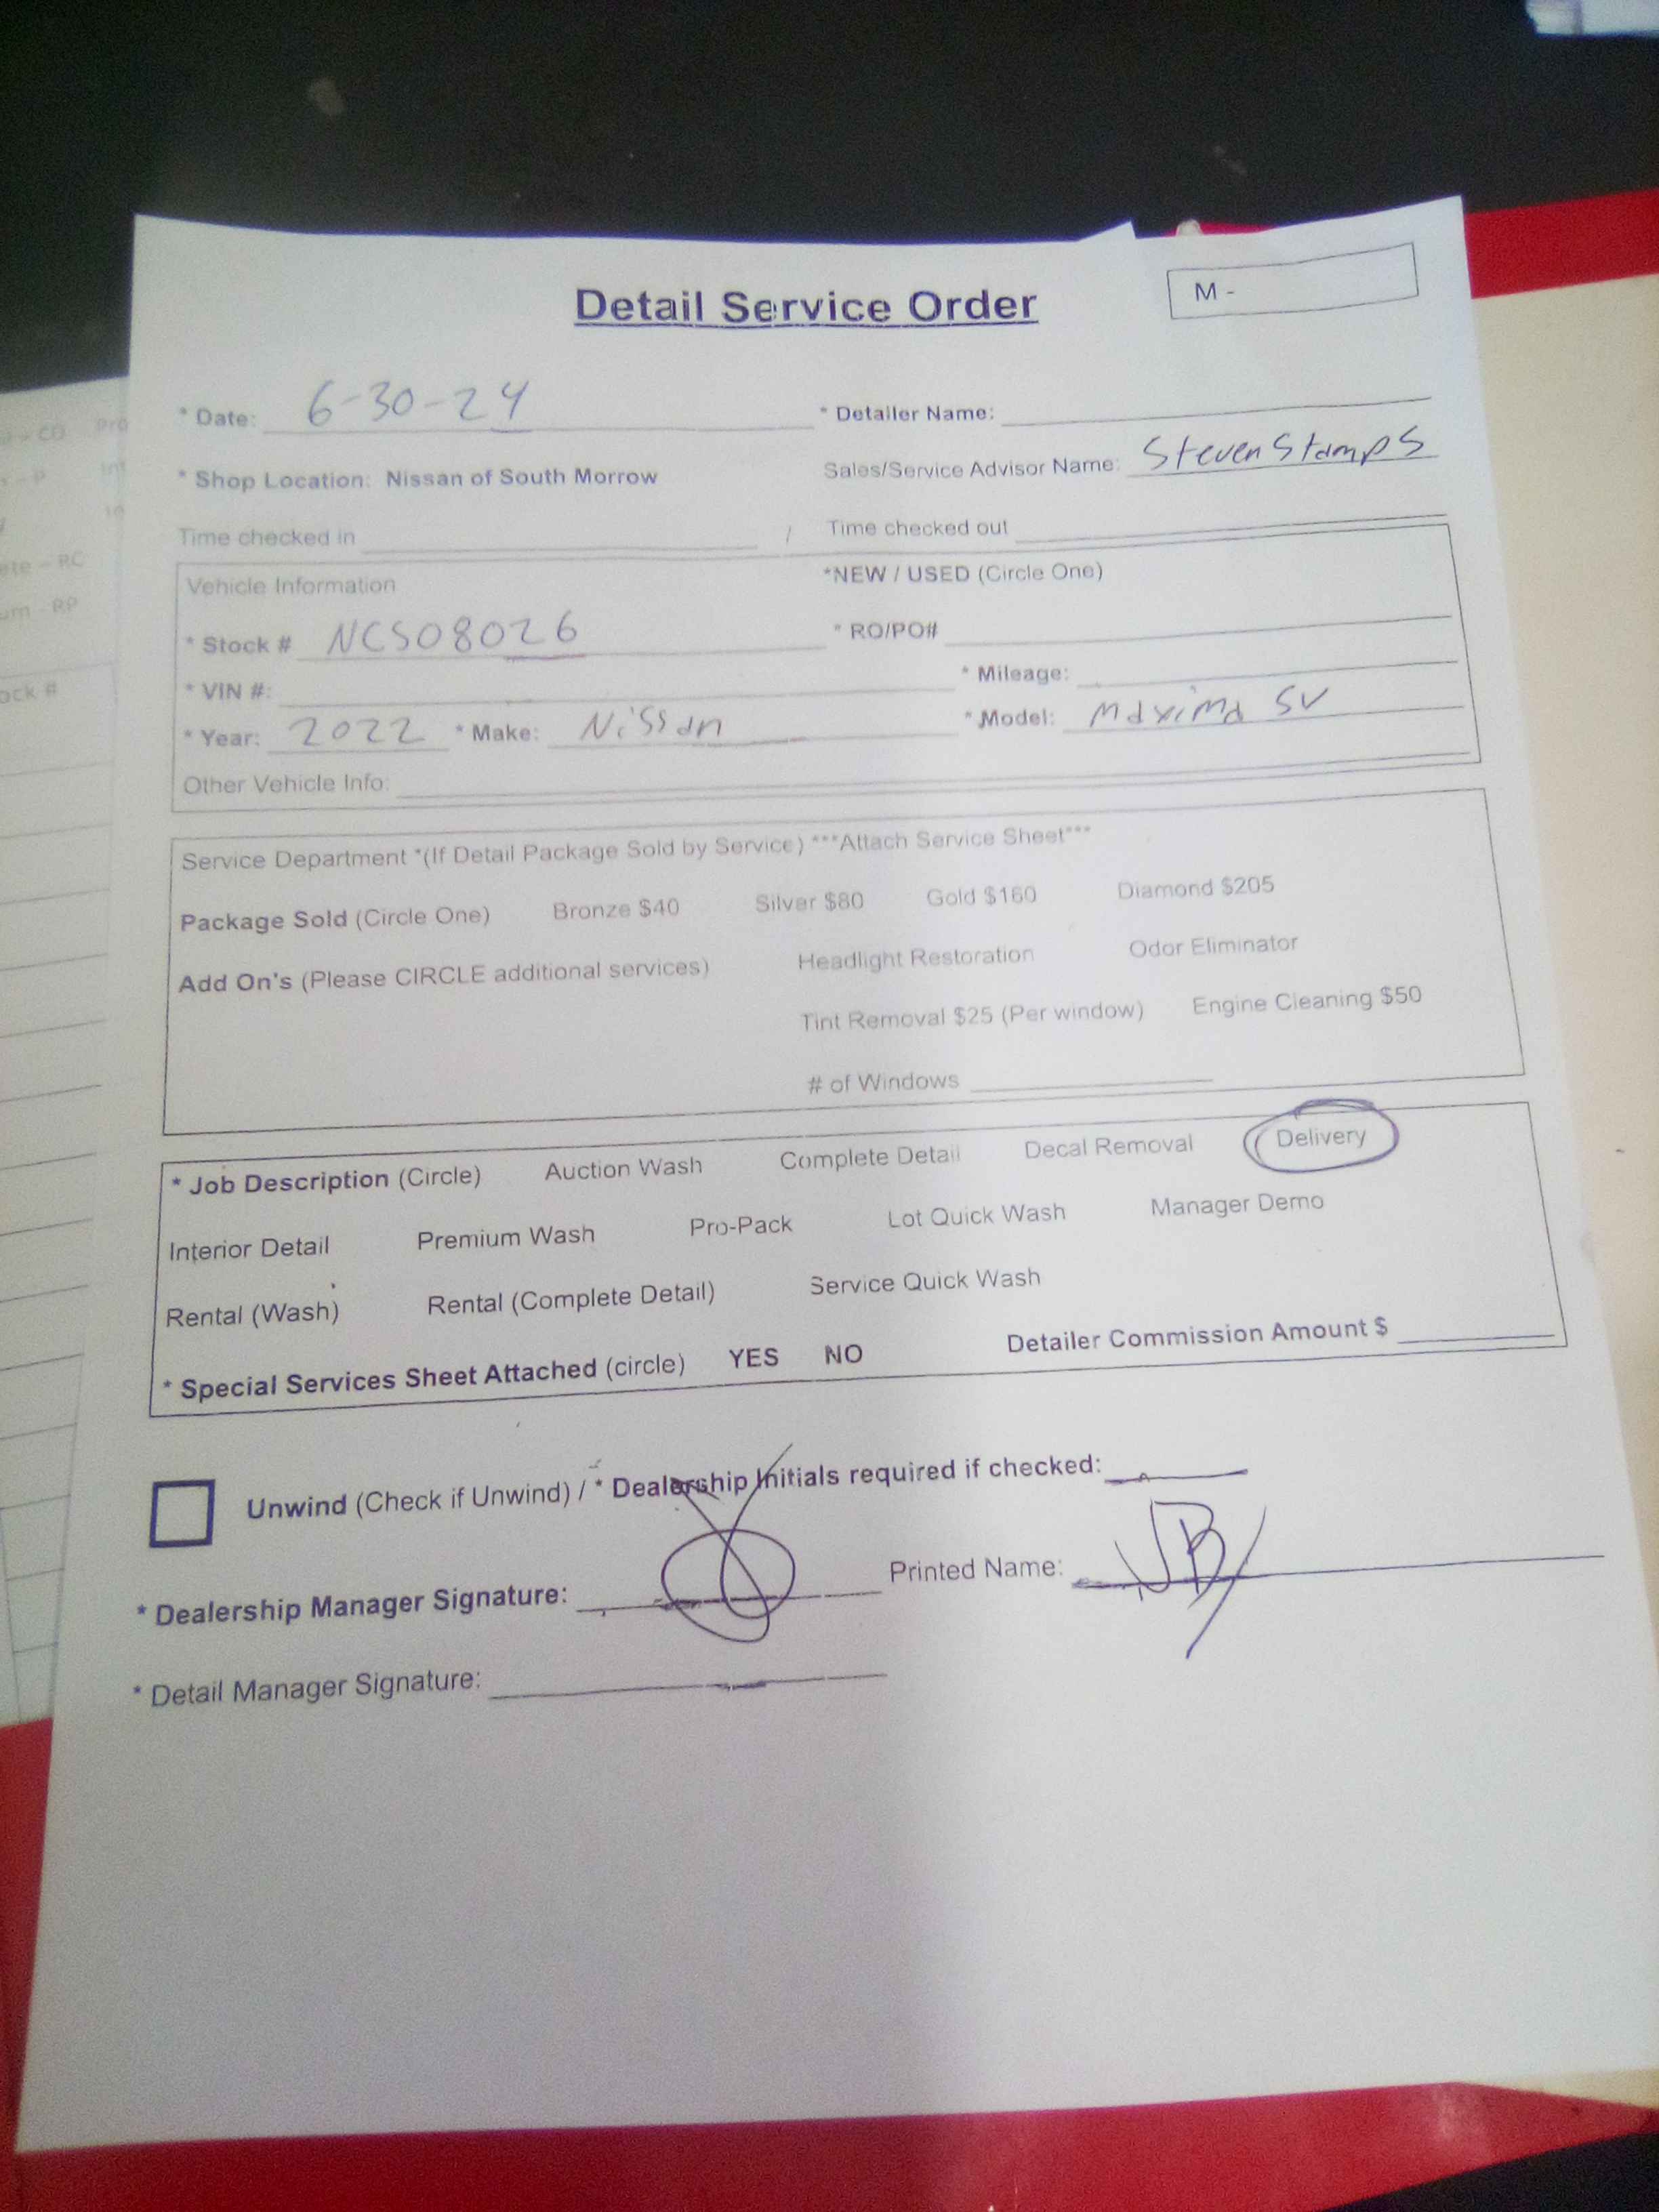 Detail Service Order
M -
* Date: 6-30-24
* Detailer Name:
* Shop Location: Nissan of South Morrow
Sales/Service Advisor Name: Steven Stamps
Time checked in / Time checked out
Vehicle Information
*NEW / USED (Circle One)
* Stock # NCS08026
* RO/PO#
* VIN #:
* Mileage:
* Year: 2022 * Make: Nissan * Model: Maxima SV
Other Vehicle Info:
Service Department *(If Detail Package Sold by Service) ***Attach Service Sheet***
Package Sold (Circle One) Bronze $40 Silver $80 Gold $160 Diamond $205
Add On's (Please CIRCLE additional services) Headlight Restoration Odor Eliminator
Tint Removal $25 (Per window) Engine Cleaning $50
# of Windows
* Job Description (Circle) Auction Wash Complete Detail Decal Removal Delivery
Interior Detail Premium Wash Pro-Pack Lot Quick Wash Manager Demo
Rental (Wash) Rental (Complete Detail) Service Quick Wash
* Special Services Sheet Attached (circle) YES NO Detailer Commission Amount $
Unwind (Check if Unwind) / * Dealership Initials required if checked:
* Dealership Manager Signature: Printed Name: JB
* Detail Manager Signature: